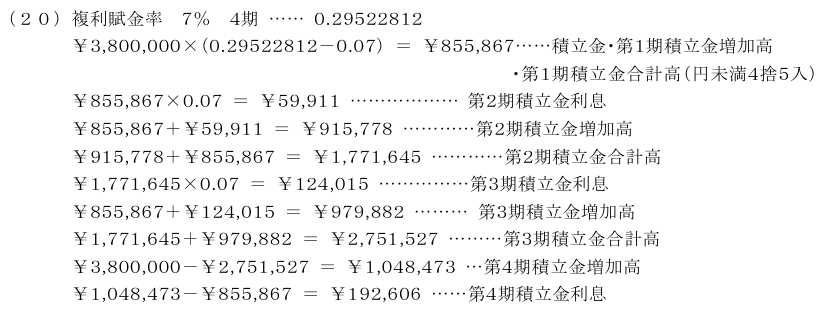 (20) 複利賦金率　7%　4期 …… 0.29522812
¥3,800,000×(0.29522812−0.07) = ¥855,867……積立金・第1期積立金増加高
・第1期積立金合計高(円未満4捨5入)
¥855,867×0.07 = ¥59,911 ……………… 第2期積立金利息
¥855,867+¥59,911 = ¥915,778 …………第2期積立金増加高
¥915,778+¥855,867 = ¥1,771,645 …………第2期積立金合計高
¥1,771,645×0.07 = ¥124,015 ……………第3期積立金利息
¥855,867+¥124,015 = ¥979,882 ……… 第3期積立金増加高
¥1,771,645+¥979,882 = ¥2,751,527 ………第3期積立金合計高
¥3,800,000−¥2,751,527 = ¥1,048,473 …第4期積立金増加高
¥1,048,473−¥855,867 = ¥192,606 ……第4期積立金利息